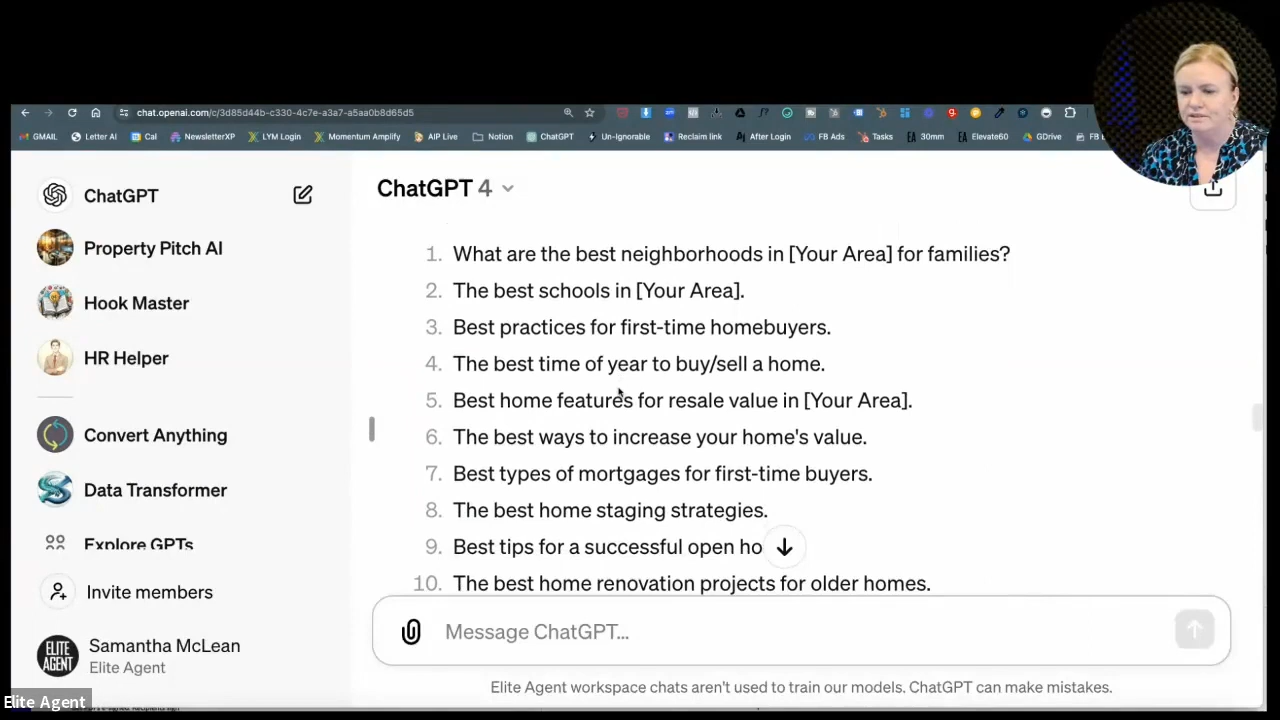 chat.openai.com/c/3d85d44b-c330-4c7e-a3a7-a5aa0b8d65d5
GMAIL Letter AI Cal NewsletterXP LYM Login Momentum Amplify AIP Live Notion ChatGPT Un-Ignorable Reclaim link After Login FB Ads Tasks 30mm Elevate60 GDrive
ChatGPT
Property Pitch AI
Hook Master
HR Helper
Convert Anything
Data Transformer
Explore GPTs
Invite members
Samantha McLean
Elite Agent
ELITE
AGENT
ChatGPT 4
1. What are the best neighborhoods in [Your Area] for families?
2. The best schools in [Your Area].
3. Best practices for first-time homebuyers.
4. The best time of year to buy/sell a home.
5. Best home features for resale value in [Your Area].
6. The best ways to increase your home's value.
7. Best types of mortgages for first-time buyers.
8. The best home staging strategies.
9. Best tips for a successful open ho
10. The best home renovation projects for older homes.
Message ChatGPT...
Elite Agent workspace chats aren't used to train our models. ChatGPT can make mistakes.
Elite Agent